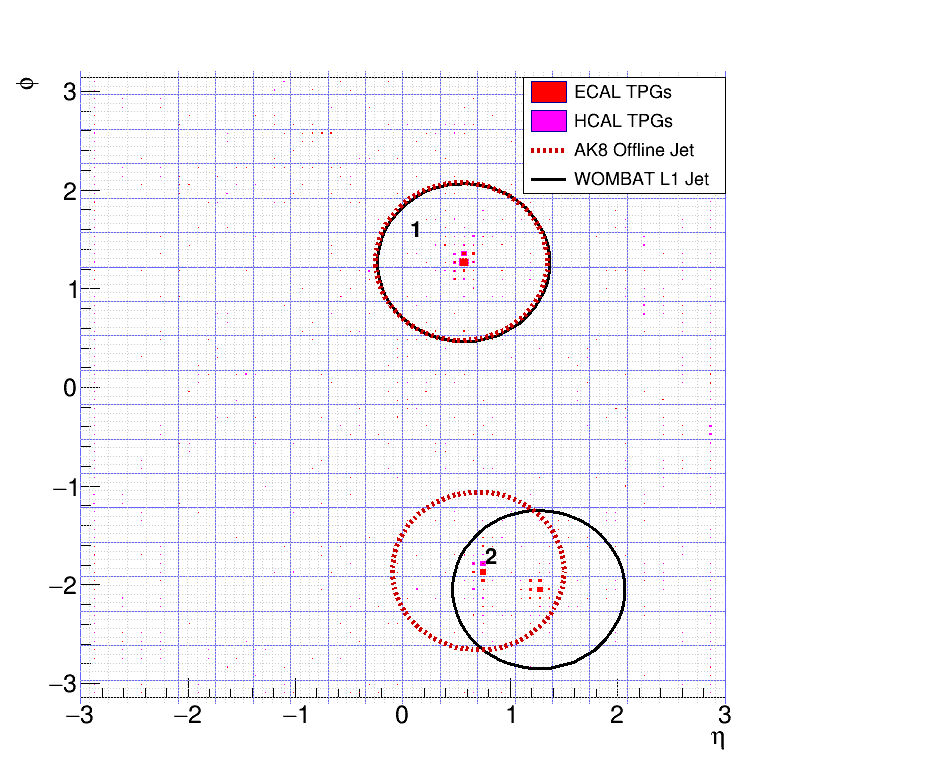 ϕ
3
ECAL TPGs
HCAL TPGs
AK8 Offline Jet
WOMBAT L1 Jet
2
1
1
0
−1
2
−2
−3
−3 −2 −1 0 1 2 3
η